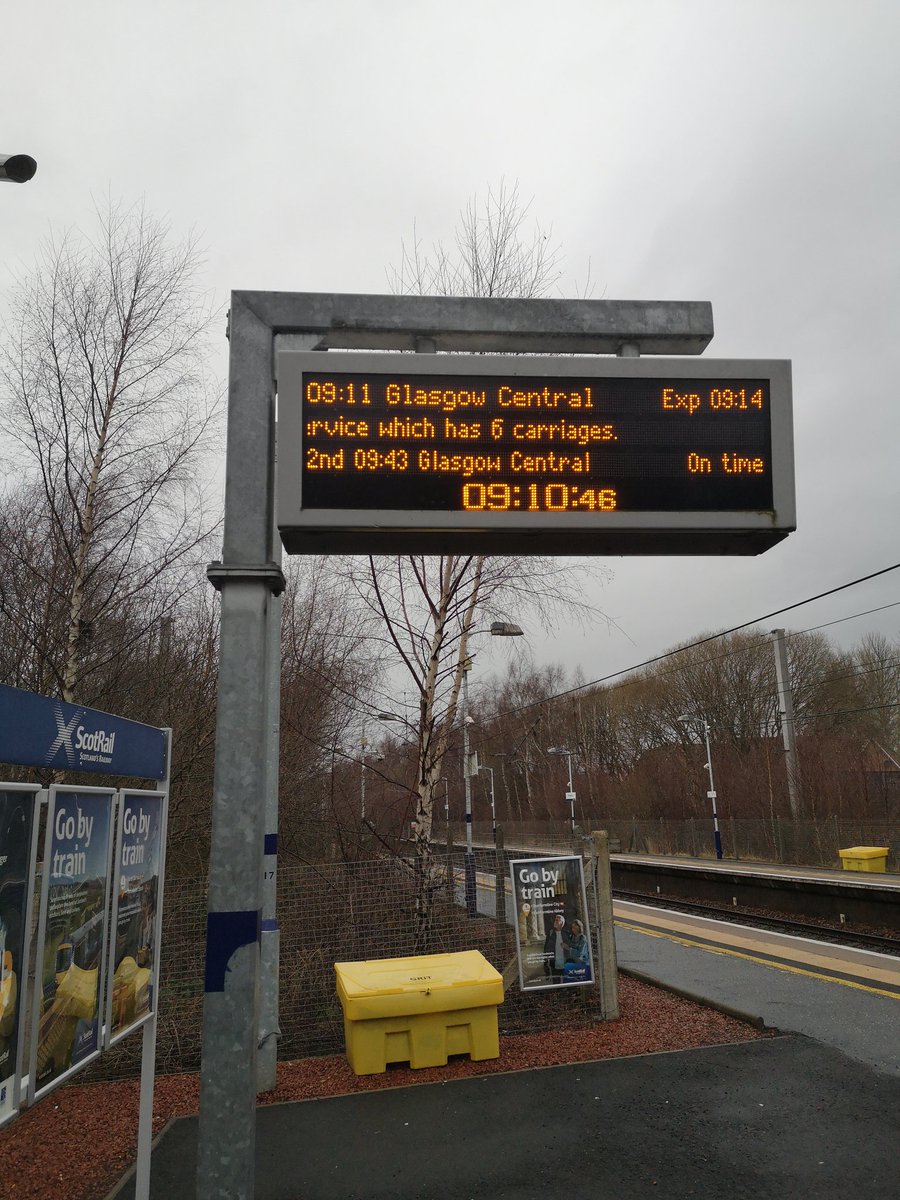 09:11 Glasgow Central Exp 09:14
rvice which has 6 carriages.
2nd 09:43 Glasgow Central On time
09:10:46
ScotRail
SCOTLAND'S RAILWAY
Go by
train
Go by
train
Go by
train
GRIT
17